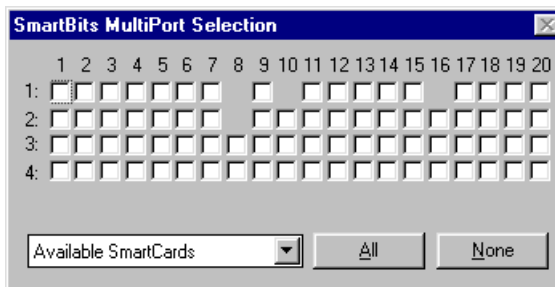 SmartBits MultiPort Selection
1 2 3 4 5 6 7 8 9 10 11 12 13 14 15 16 17 18 19 20
1:
2:
3:
4:
Available SmartCards All None